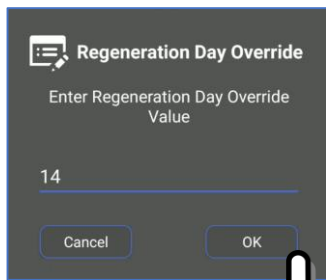 Regeneration Day Override
Enter Regeneration Day Override
Value
14
Cancel
OK